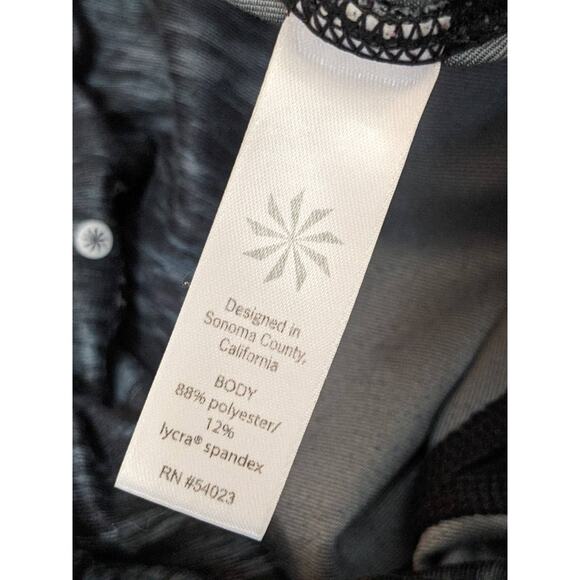 Designed in
Sonoma County,
California
BODY
88% polyester/
12%
lycra® spandex
RN #54023